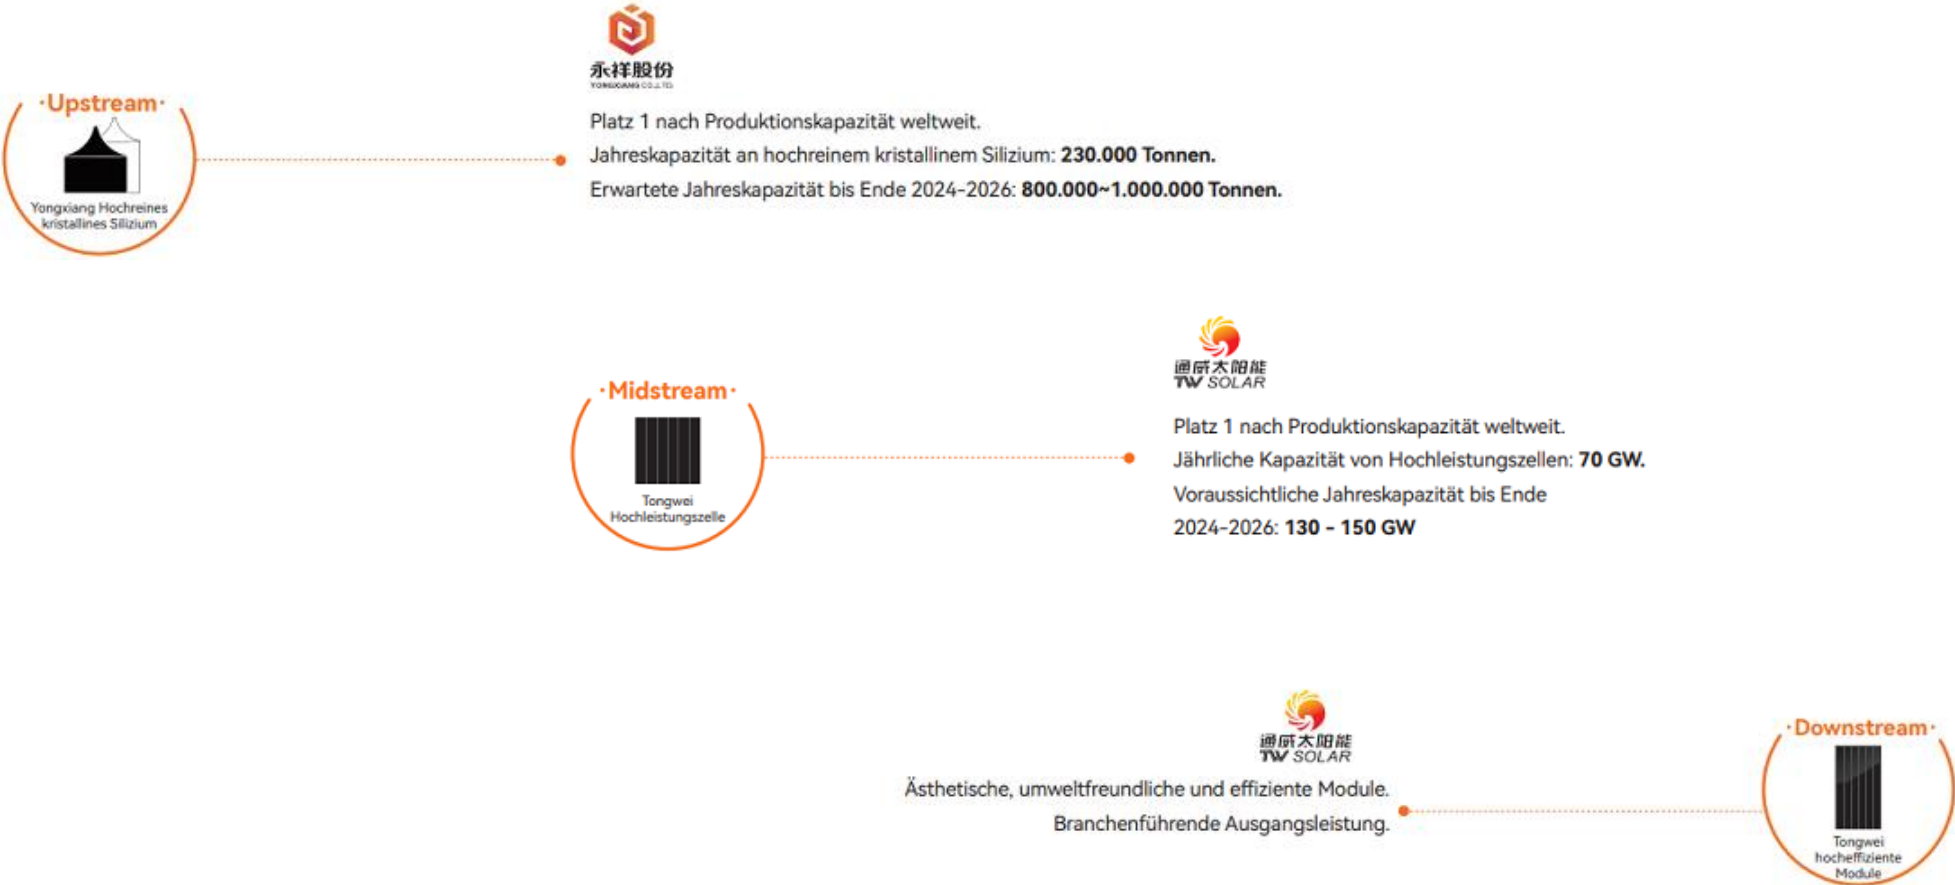 永祥股份
YONGXIANG CO.,LTD.
·Upstream·
Yongxiang Hochreines
kristallines Silizium
Platz 1 nach Produktionskapazität weltweit.
Jahreskapazität an hochreinem kristallinem Silizium: 230.000 Tonnen.
Erwartete Jahreskapazität bis Ende 2024-2026: 800.000~1.000.000 Tonnen.
·Midstream·
Tongwei
Hochleistungszelle
通威太阳能
TW SOLAR
Platz 1 nach Produktionskapazität weltweit.
Jährliche Kapazität von Hochleistungszellen: 70 GW.
Voraussichtliche Jahreskapazität bis Ende
2024-2026: 130 - 150 GW
通威太阳能
TW SOLAR
Ästhetische, umweltfreundliche und effiziente Module.
Branchenführende Ausgangsleistung.
·Downstream·
Tongwei
hocheffiziente
Module